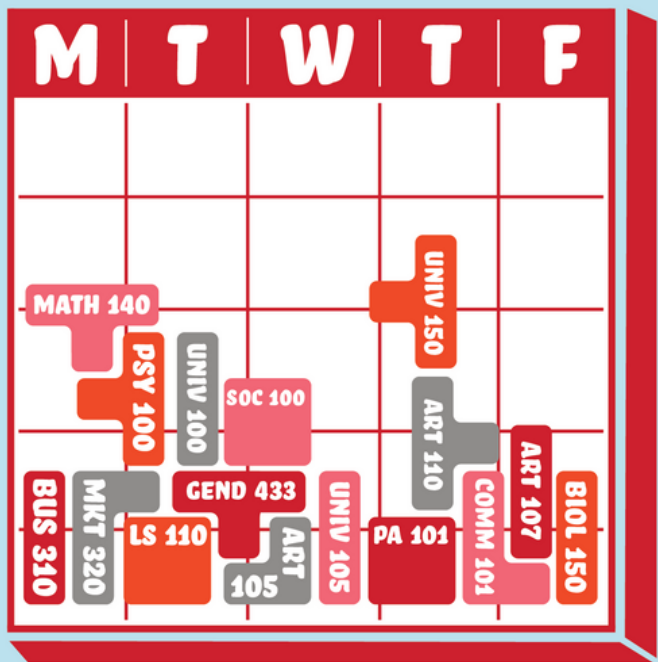 M T W T F
UNIV 150
MATH 140
PSY 100
UNIV 100
SOC 100
ART 110
ART 107
BUS 310
MKT 320
GEND 433
UNIV 105
COMM 101
BIOL 150
LS 110
ART
105
PA 101